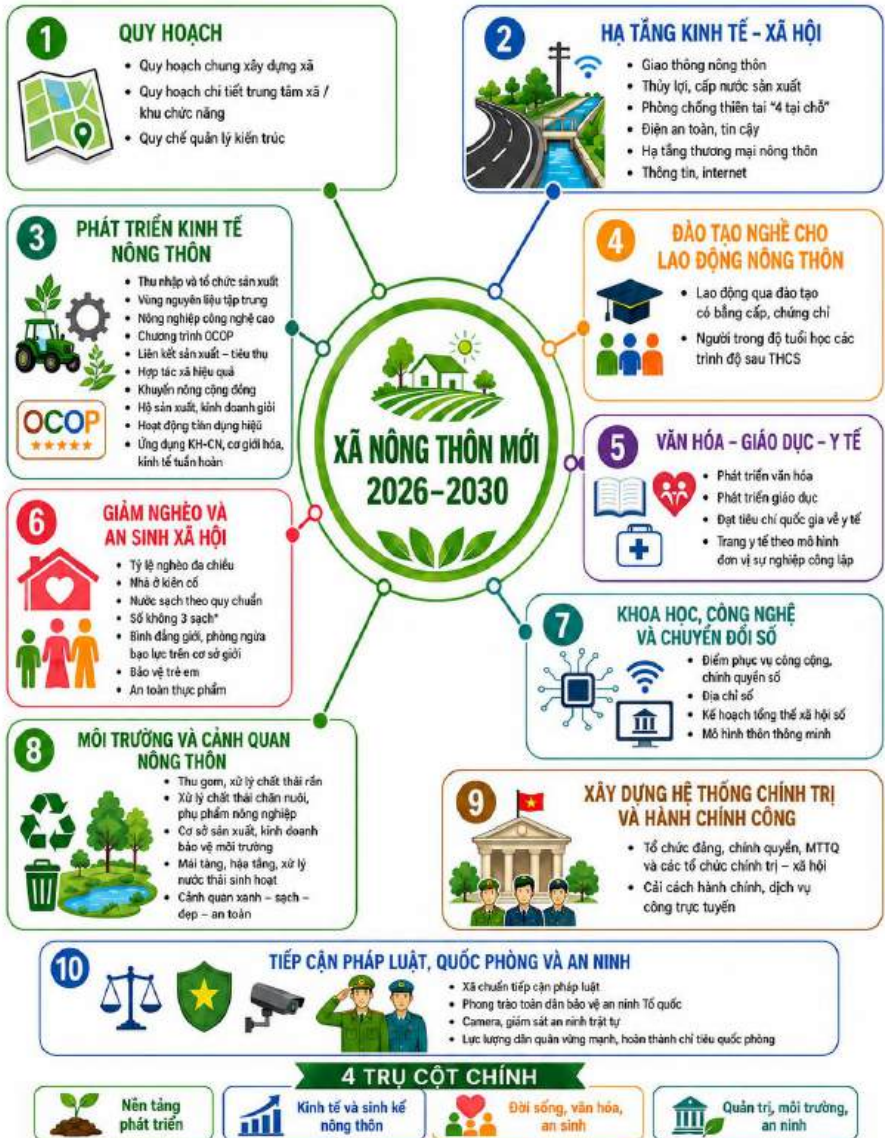 1
QUY HOẠCH
• Quy hoạch chung xây dựng xã
• Quy hoạch chi tiết trung tâm xã /
khu chức năng
• Quy chế quản lý kiến trúc
2
HẠ TẦNG KINH TẾ – XÃ HỘI
• Giao thông nông thôn
• Thủy lợi, cấp nước sản xuất
• Phòng chống thiên tai "4 tại chỗ"
• Điện an toàn, tin cậy
• Hạ tầng thương mại nông thôn
• Thông tin, internet
3
PHÁT TRIỂN KINH TẾ
NÔNG THÔN
• Thu nhập và tổ chức sản xuất
• Vùng nguyên liệu tập trung
• Nông nghiệp công nghệ cao
• Chương trình OCOP
• Liên kết sản xuất – tiêu thụ
• Hợp tác xã hiệu quả
• Khuyến nông cộng đồng
• Hộ sản xuất, kinh doanh giỏi
• Hoạt động tiên dụng hiệu
• Ứng dụng KH-CN, cơ giới hóa,
kinh tế tuần hoàn
OCOP
4
ĐÀO TẠO NGHỀ CHO
LAO ĐỘNG NÔNG THÔN
• Lao động qua đào tạo
có bằng cấp, chứng chỉ
• Người trong độ tuổi học các
trình độ sau THCS
XÃ NÔNG THÔN MỚI
2026–2030
5
VĂN HÓA – GIÁO DỤC – Y TẾ
• Phát triển văn hóa
• Phát triển giáo dục
• Đạt tiêu chí quốc gia về y tế
• Trang y tế theo mô hình
đơn vị sự nghiệp công lập
6
GIẢM NGHÈO VÀ
AN SINH XÃ HỘI
• Tỷ lệ nghèo đa chiều
• Nhà ở kiên cố
• Nước sạch theo quy chuẩn
• Số không 3 sạch"
• Bình đẳng giới, phòng ngừa
bạo lực trên cơ sở giới
• Bảo vệ trẻ em
• An toàn thực phẩm
7
KHOA HỌC, CÔNG NGHỆ
VÀ CHUYỂN ĐỔI SỐ
• Điểm phục vụ công cộng,
chính quyền số
• Địa chỉ số
• Kế hoạch tổng thể xã hội số
• Mô hình thôn thông minh
8
MÔI TRƯỜNG VÀ CẢNH QUAN
NÔNG THÔN
• Thu gom, xử lý chất thải rắn
• Xử lý chất thải chăn nuôi,
phụ phẩm nông nghiệp
• Cơ sở sản xuất, kinh doanh
bảo vệ môi trường
• Mái tàng, hạ tầng, xử lý
nước thải sinh hoạt
• Cảnh quan xanh – sạch –
đẹp – an toàn
9
XÂY DỰNG HỆ THỐNG CHÍNH TRỊ
VÀ HÀNH CHÍNH CÔNG
• Tổ chức đảng, chính quyền, MTTQ
và các tổ chức chính trị – xã hội
• Cải cách hành chính, dịch vụ
công trực tuyến
10
TIẾP CẬN PHÁP LUẬT, QUỐC PHÒNG VÀ AN NINH
• Xã chuẩn tiếp cận pháp luật
• Phong trào toàn dân bảo vệ an ninh Tổ quốc
• Camera, giám sát an ninh trật tự
• Lực lượng dân quân vững mạnh, hoàn thành chỉ tiêu quốc phòng
4 TRỤ CỘT CHÍNH
Nền tảng
phát triển
Kinh tế và sinh kế
nông thôn
Đời sống, văn hóa,
an sinh
Quản trị, môi trường,
an ninh